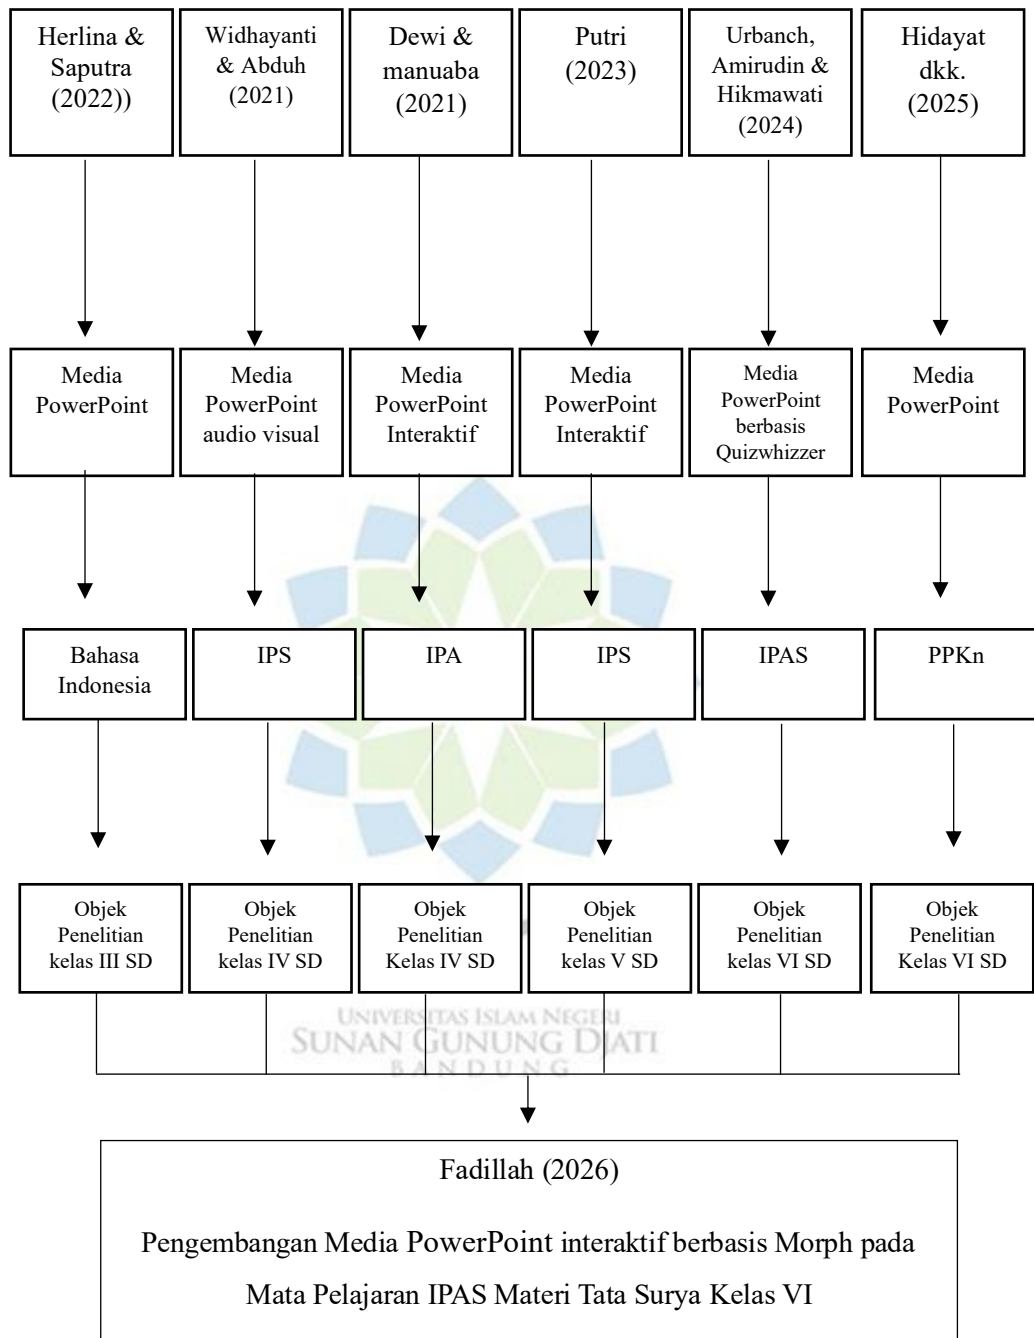 Herlina &
Saputra
(2022))
Widhayanti
& Abduh
(2021)
Dewi &
manuaba
(2021)
Putri
(2023)
Urbanch,
Amirudin &
Hikmawati
(2024)
Hidayat
dkk.
(2025)
Media
PowerPoint
Media
PowerPoint
audio visual
Media
PowerPoint
Interaktif
Media
PowerPoint
Interaktif
Media
PowerPoint
berbasis
Quizwhizzer
Media
PowerPoint
Bahasa
Indonesia
IPS
IPA
IPS
IPAS
PPKn
Objek
Penelitian
kelas III SD
Objek
Penelitian
kelas IV SD
Objek
Penelitian
Kelas IV SD
Objek
Penelitian
kelas V SD
Objek
Penelitian
kelas VI SD
Objek
Penelitian
Kelas VI SD
UNIVERSITAS ISLAM NEGERI
SUNAN GUNUNG DJATI
BANDUNG
Fadillah (2026)
Pengembangan Media PowerPoint interaktif berbasis Morph pada
Mata Pelajaran IPAS Materi Tata Surya Kelas VI